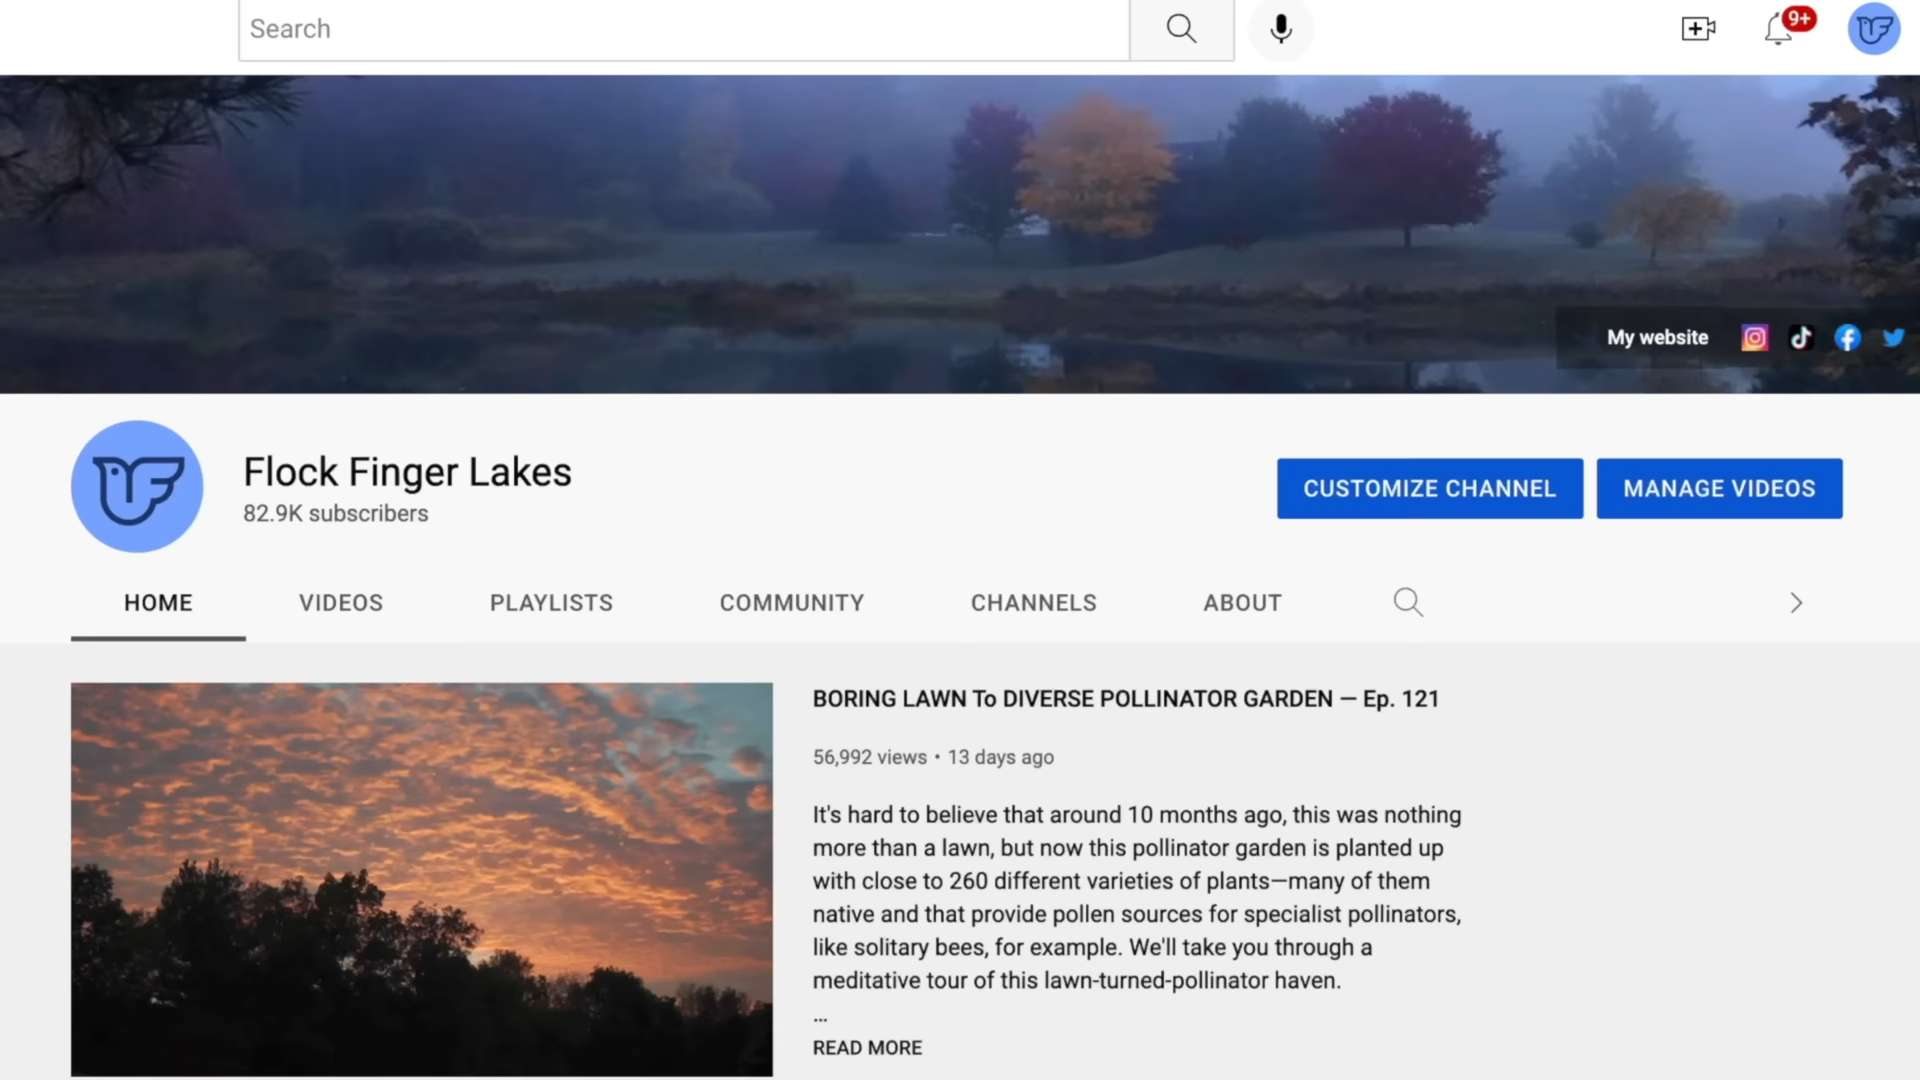 Search
9+
My website
Flock Finger Lakes
82.9K subscribers
CUSTOMIZE CHANNEL
MANAGE VIDEOS
HOME
VIDEOS
PLAYLISTS
COMMUNITY
CHANNELS
ABOUT
BORING LAWN To DIVERSE POLLINATOR GARDEN — Ep. 121
56,992 views • 13 days ago
It's hard to believe that around 10 months ago, this was nothing
more than a lawn, but now this pollinator garden is planted up
with close to 260 different varieties of plants—many of them
native and that provide pollen sources for specialist pollinators,
like solitary bees, for example. We'll take you through a
meditative tour of this lawn-turned-pollinator haven.
...
READ MORE